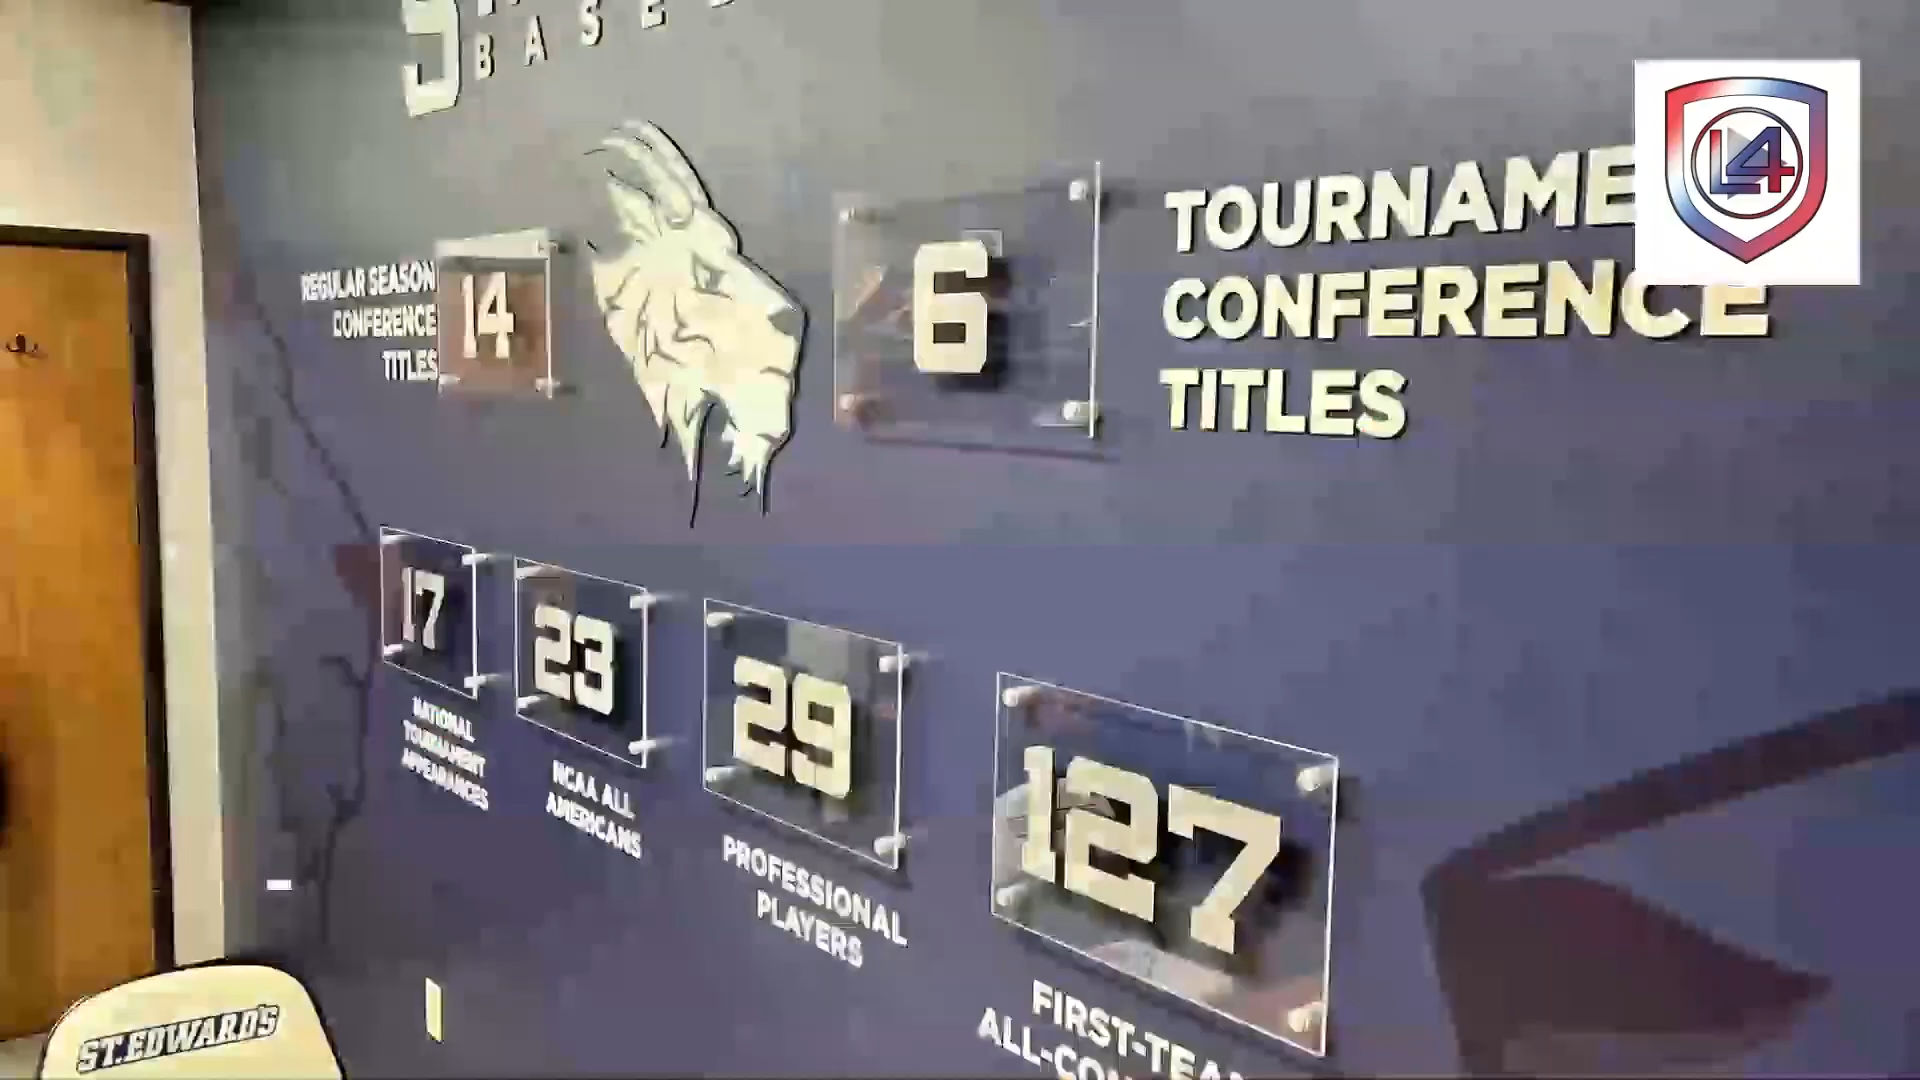 BASE
REGULAR SEASON
CONFERENCE
TITLES
14
6
TOURNAME
CONFERENCE
TITLES
L4
17
NATIONAL
TOURNAMENT
APPEARANCES
23
NCAA ALL
AMERICANS
29
PROFESSIONAL
PLAYERS
127
FIRST-TEA
ALL-CON
ST.EDWARD'S